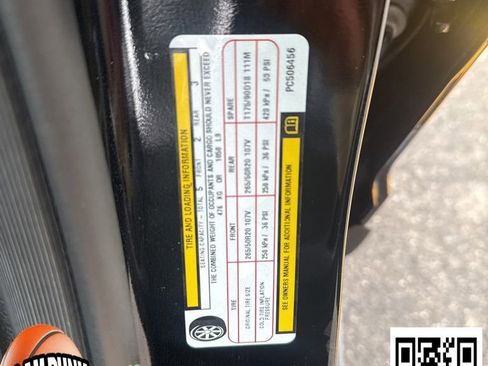 TIRE AND LOADING INFORMATION
SEATING CAPACITY - TOTAL 5 FRONT 2 REAR 3
THE COMBINED WEIGHT OF OCCUPANTS AND CARGO SHOULD NEVER EXCEED
476 KG OR 1050 LB
TIRE FRONT REAR SPARE
ORIGINAL TIRE SIZE 265/50R20 107V 265/50R20 107V T175/90D18 111M
COLD TIRE INFLATION PRESSURE 250 kPa / 36 PSI 250 kPa / 36 PSI 420 kPa / 60 PSI
SEE OWNERS MANUAL FOR ADDITIONAL INFORMATION
PC506456